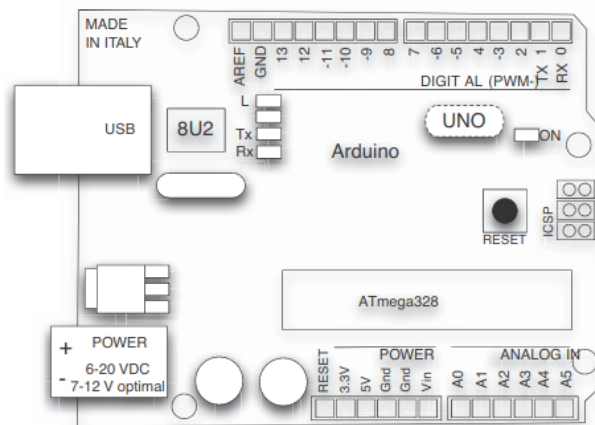 MADE
IN ITALY
AREF
GND
13
12
-11
-10
-9
8
7
-6
-5
4
-3
2
TX 1
RX 0
DIGIT AL (PWM-)
USB
8U2
L
Tx
Rx
Arduino
UNO
ON
RESET
ICSP
ATmega328
+ POWER
6-20 VDC
- 7-12 V optimal
POWER
ANALOG IN
RESET
3.3V
5V
Gnd
Gnd
Vin
A0
A1
A2
A3
A4
A5